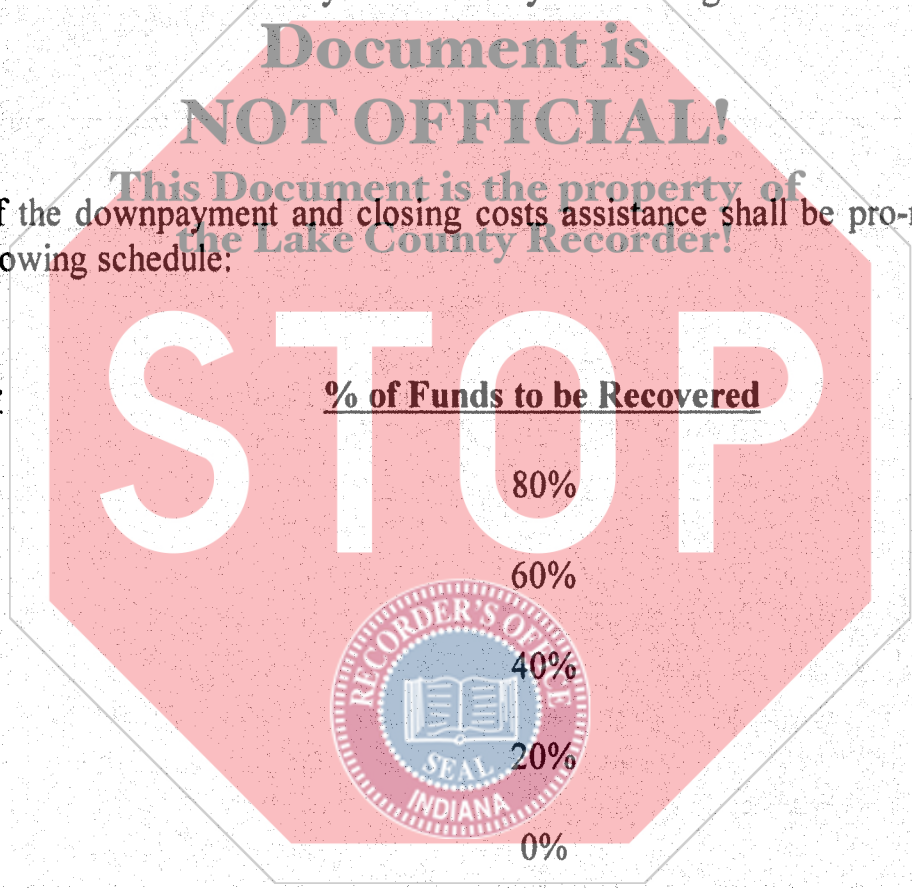 Document is
NOT OFFICIAL!
This Document is the property of
the downpayment and closing costs assistance shall be pro-
the Lake County Recorder!
owing schedule:
STOP
% of Funds to be Recovered
80%
60%
RECORDER'S OFFICE
40%
20%
SEAL
INDIANA
0%